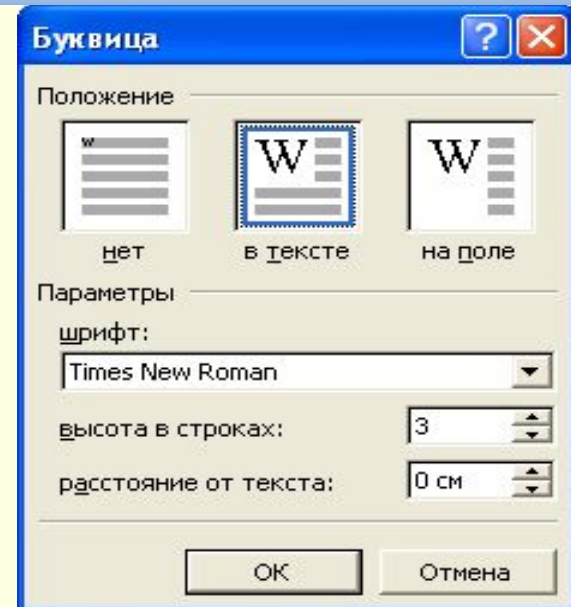 Буквица
Положение
w W W
нет в тексте на поле
Параметры
шрифт:
Times New Roman
высота в строках: 3
расстояние от текста: 0 см
ОК Отмена